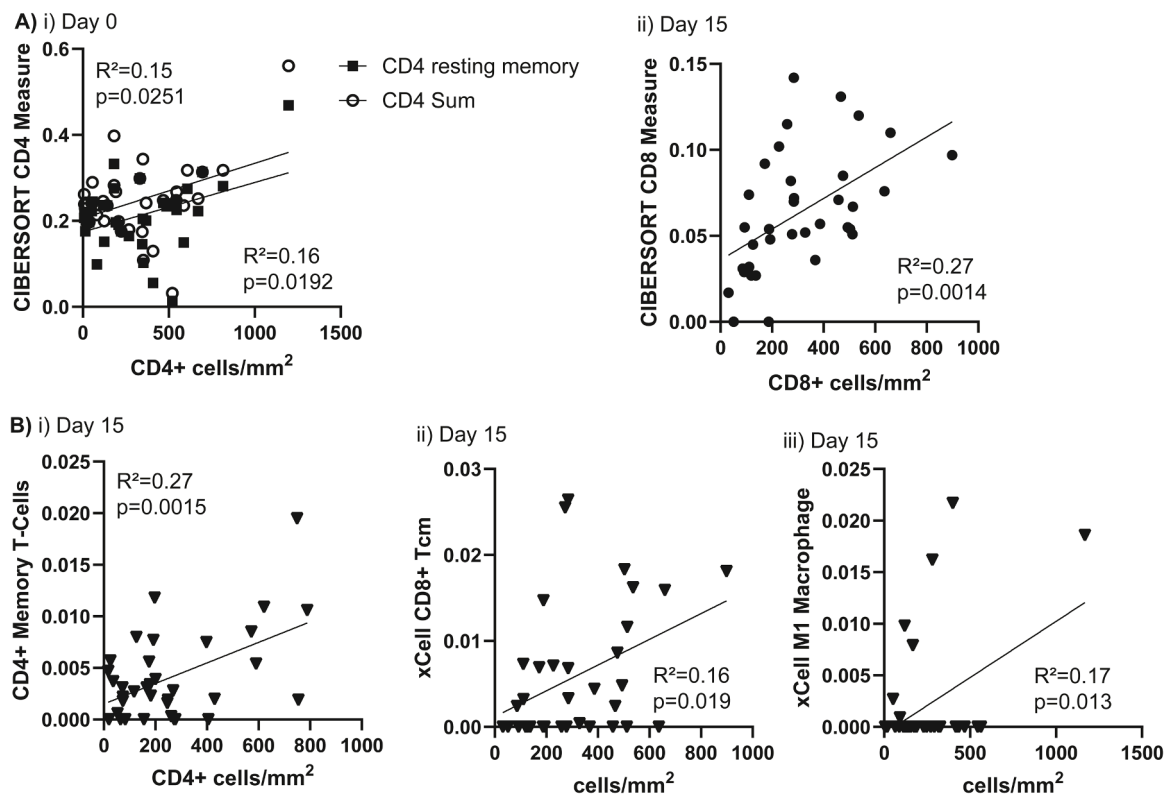 A) i) Day 0
CIBERSORT CD4 Measure
0.6
0.4
0.2
0.0
R²=0.15
p=0.0251
CD4 resting memory
CD4 Sum
R²=0.16
p=0.0192
0 500 1000 1500
CD4+ cells/mm²
ii) Day 15
CIBERSORT CD8 Measure
0.15
0.10
0.05
0.00
R²=0.27
p=0.0014
0 200 400 600 800 1000
CD8+ cells/mm²
B) i) Day 15
CD4+ Memory T-Cells
0.025
0.020
0.015
0.010
0.005
0.000
R²=0.27
p=0.0015
0 200 400 600 800 1000
CD4+ cells/mm²
ii) Day 15
xCell CD8+ Tcm
0.03
0.02
0.01
0.00
R²=0.16
p=0.019
0 200 400 600 800 1000
cells/mm²
iii) Day 15
xCell M1 Macrophage
0.025
0.020
0.015
0.010
0.005
0.000
R²=0.17
p=0.013
0 500 1000 1500
cells/mm²